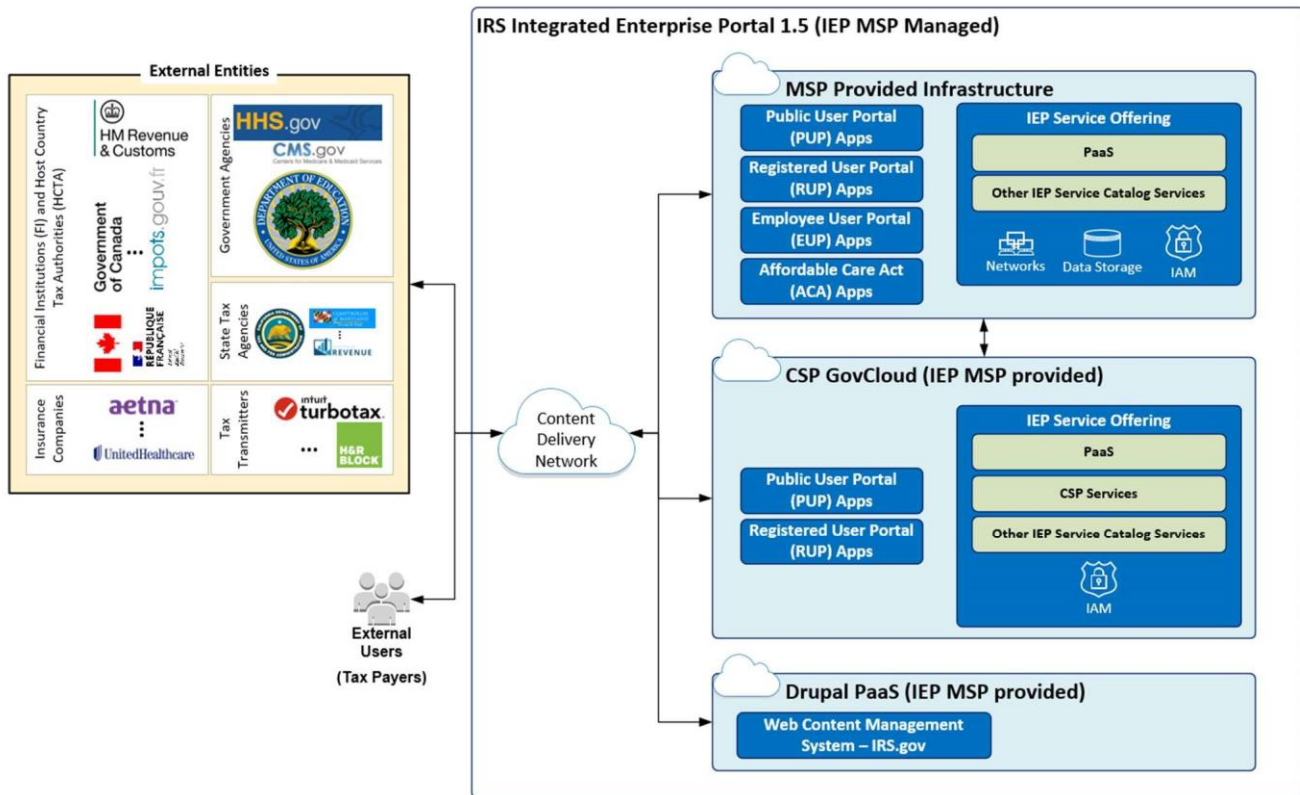 IRS Integrated Enterprise Portal 1.5 (IEP MSP Managed)
External Entities
Financial Institutions (FI) and Host Country
Tax Authorities (HCTA)
HM Revenue
& Customs
Government
of Canada
impots.gouv.fr
RÉPUBLIQUE
FRANÇAISE
Government Agencies
HHS.gov
CMS.gov
Centers for Medicare & Medicaid Services
DEPARTMENT OF EDUCATION
UNITED STATES OF AMERICA
State Tax
Agencies
REVENUE
Insurance
Companies
aetna
UnitedHealthcare
Tax
Transmitters
intuit
turbotax
H&R
BLOCK
External
Users
(Tax Payers)
Content
Delivery
Network
MSP Provided Infrastructure
Public User Portal
(PUP) Apps
Registered User Portal
(RUP) Apps
Employee User Portal
(EUP) Apps
Affordable Care Act
(ACA) Apps
IEP Service Offering
PaaS
Other IEP Service Catalog Services
Networks
Data Storage
IAM
CSP GovCloud (IEP MSP provided)
Public User Portal
(PUP) Apps
Registered User Portal
(RUP) Apps
IEP Service Offering
PaaS
CSP Services
Other IEP Service Catalog Services
IAM
Drupal PaaS (IEP MSP provided)
Web Content Management
System – IRS.gov